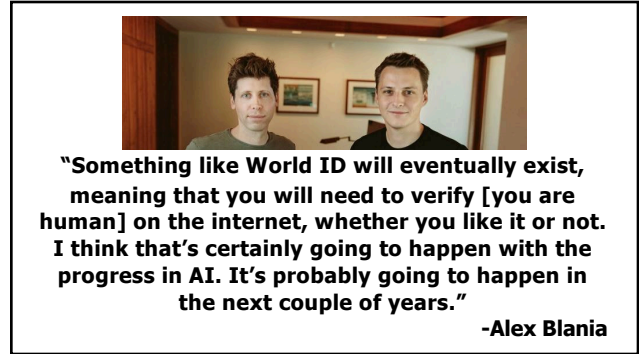 “Something like World ID will eventually exist,
meaning that you will need to verify [you are
human] on the internet, whether you like it or not.
I think that’s certainly going to happen with the
progress in AI. It’s probably going to happen in
the next couple of years.”
-Alex Blania